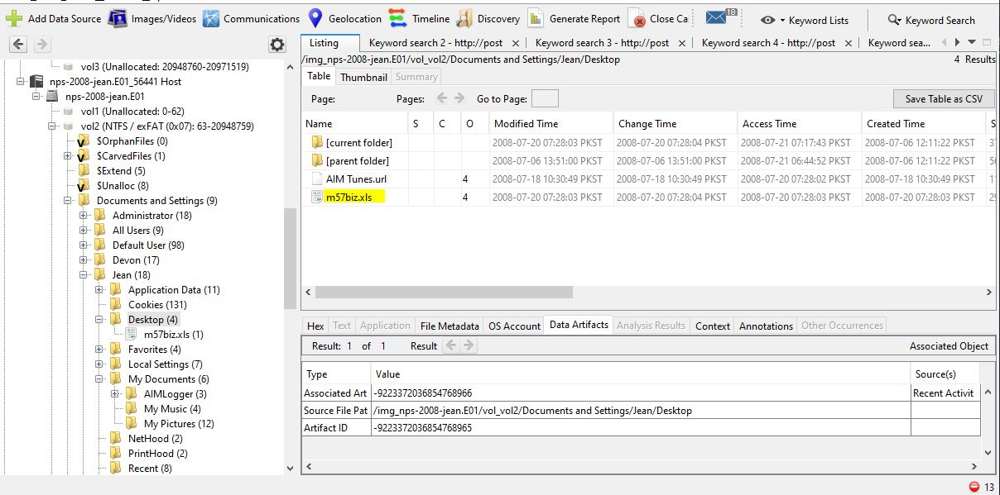 Add Data Source Images/Videos Communications Geolocation Timeline Discovery Generate Report Close Ca 18 Keyword Lists Keyword Search
Listing Keyword search 2 - http://post × Keyword search 3 - http://post × Keyword search 4 - http://post × Keyword sea...
/img_nps-2008-jean.E01/vol_vol2/Documents and Settings/Jean/Desktop 4 Results
Table Thumbnail Summary
Page: Pages: Go to Page: Save Table as CSV
Name S C O Modified Time Change Time Access Time Created Time S
[current folder] 2008-07-20 07:28:03 PKST 2008-07-20 07:28:04 PKST 2008-07-21 07:17:43 PKST 2008-07-06 12:11:22 PKST 37
[parent folder] 2008-07-06 13:51:00 PKST 2008-07-06 13:51:00 PKST 2008-07-21 06:44:52 PKST 2008-07-06 12:11:22 PKST 56
AIM Tunes.url 4 2008-07-18 10:30:49 PKST 2008-07-18 10:30:49 PKST 2008-07-20 07:28:02 PKST 2008-07-18 10:30:49 PKST 11
m57biz.xls 4 2008-07-20 07:28:03 PKST 2008-07-20 07:28:04 PKST 2008-07-20 07:28:03 PKST 2008-07-20 07:28:03 PKST 29
vol3 (Unallocated: 20948760-20971519)
nps-2008-jean.E01_56441 Host
nps-2008-jean.E01
vol1 (Unallocated: 0-62)
vol2 (NTFS / exFAT (0x07): 63-20948759)
$OrphanFiles (0)
$CarvedFiles (1)
$Extend (5)
$Unalloc (8)
Documents and Settings (9)
Administrator (18)
All Users (9)
Default User (98)
Devon (17)
Jean (18)
Application Data (11)
Cookies (131)
Desktop (4)
m57biz.xls (1)
Favorites (4)
Local Settings (7)
My Documents (6)
AIMLogger (3)
My Music (4)
My Pictures (12)
NetHood (2)
PrintHood (2)
Recent (8)
Hex Text Application File Metadata OS Account Data Artifacts Analysis Results Context Annotations Other Occurrences
Result: 1 of 1 Result Associated Object
Type Value Source(s)
Associated Art -9223372036854768966 Recent Activit
Source File Pat /img_nps-2008-jean.E01/vol_vol2/Documents and Settings/Jean/Desktop
Artifact ID -9223372036854768965
13